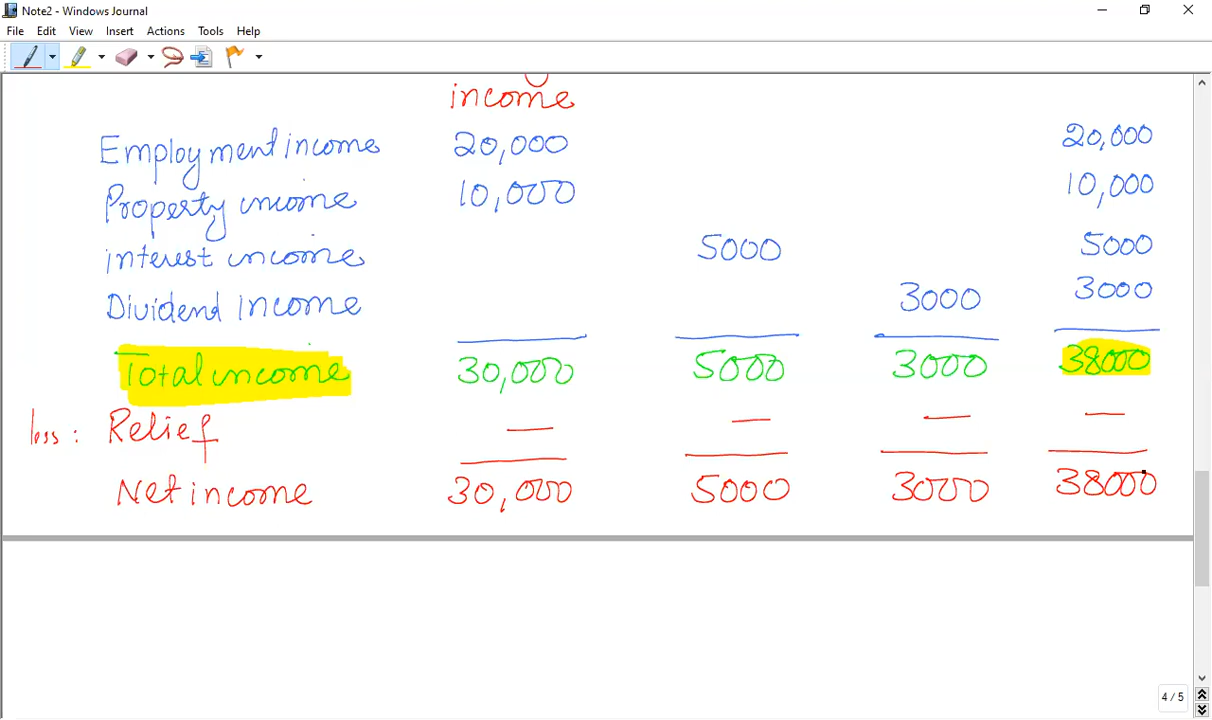 Note2 - Windows Journal
File Edit View Insert Actions Tools Help
income
Employment income 20,000 20,000
Property income 10,000 10,000
interest income 5000 5000
Dividend Income 3000 3000
Total income 30,000 5000 3000 38000
less: Relief — — — —
Net income 30,000 5000 3000 38000
4 / 5